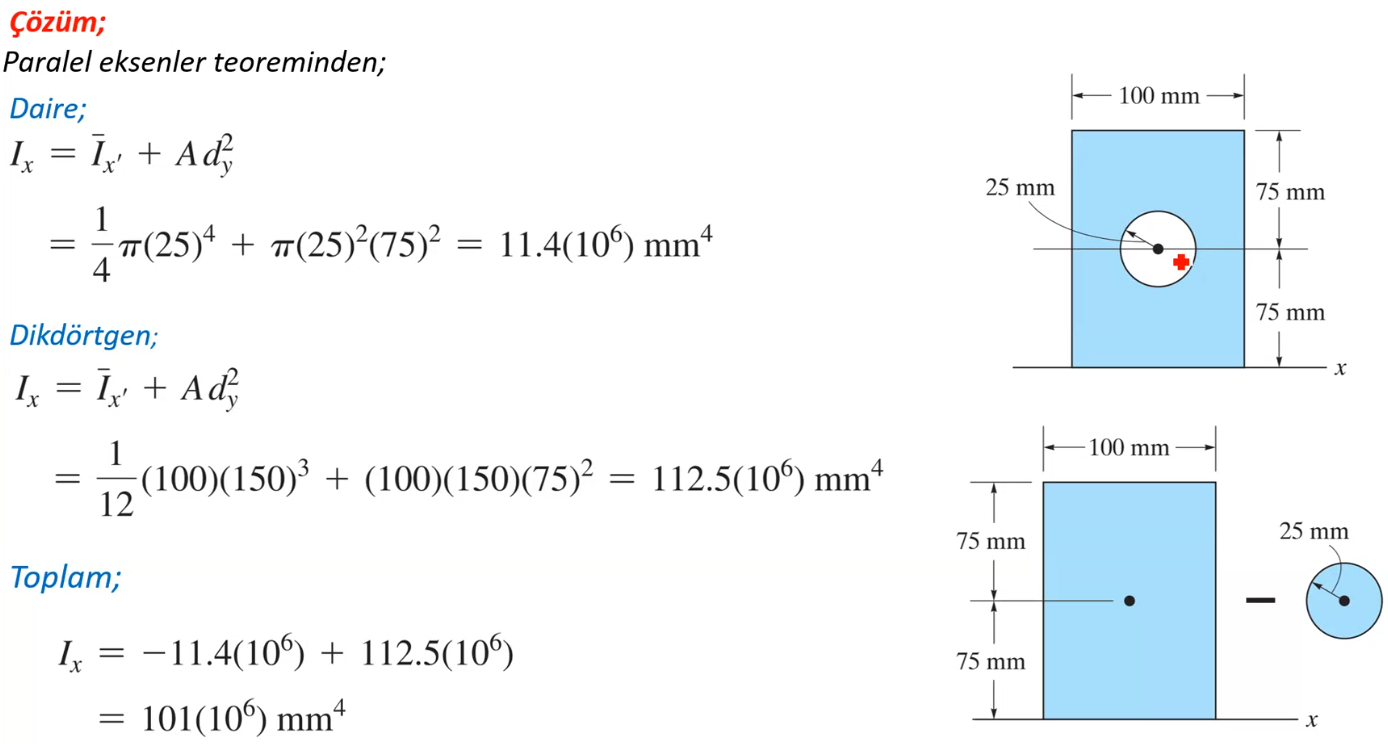 Çözüm;
Paralel eksenler teoreminden;
Daire;
I_x = Ī_x′ + A d_y^2
= 1/4 π(25)^4 + π(25)^2(75)^2 = 11.4(10^6) mm^4
Dikdörtgen;
I_x = Ī_x′ + A d_y^2
= 1/12 (100)(150)^3 + (100)(150)(75)^2 = 112.5(10^6) mm^4
Toplam;
I_x = −11.4(10^6) + 112.5(10^6)
= 101(10^6) mm^4
100 mm
25 mm
75 mm
75 mm
x
100 mm
75 mm
25 mm
75 mm
x